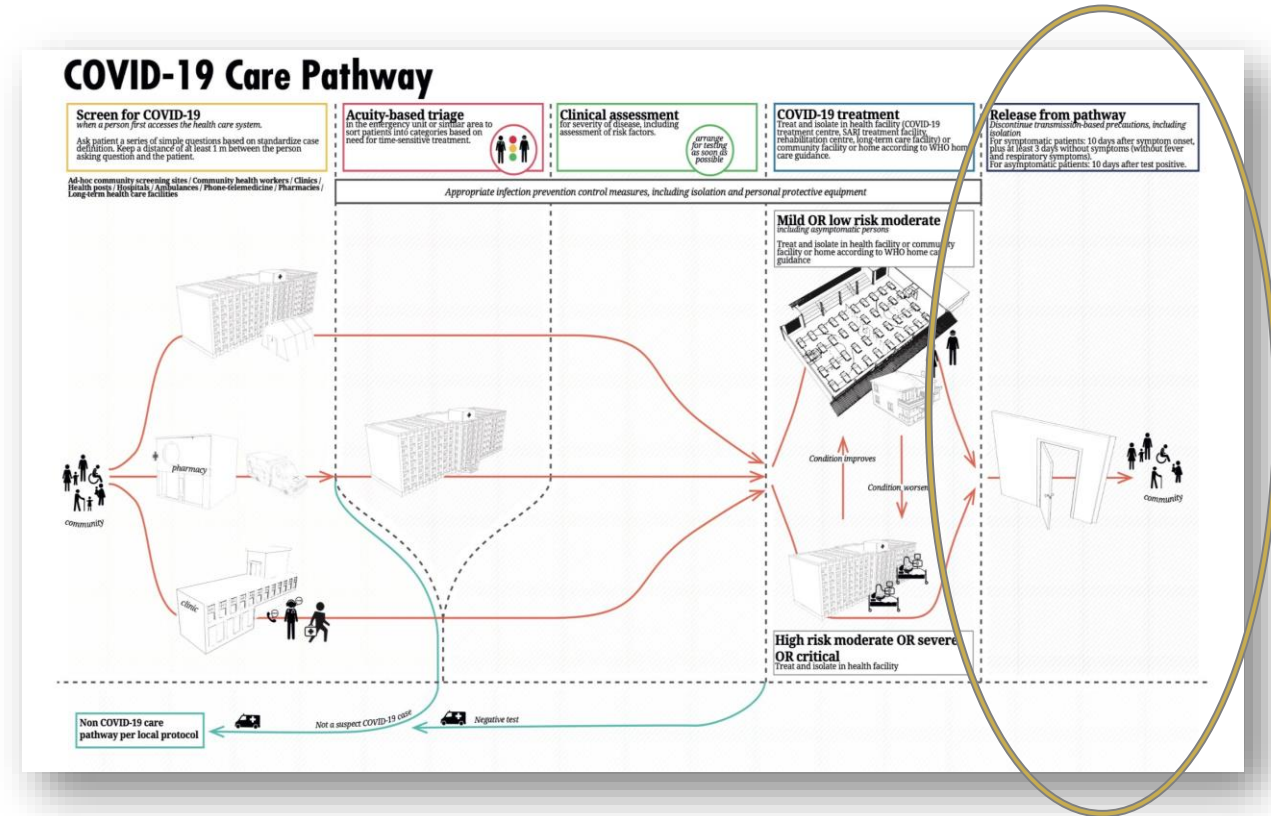 COVID-19 Care Pathway
Screen for COVID-19
when a person first accesses the health care system.
Ask patient a series of simple questions based on standardize case
definition. Keep a distance of at least 1 m between the person
asking question and the patient.
Ad-hoc community screening sites / Community health workers / Clinics /
Health posts / Hospitals / Ambulances / Phone-telemedicine / Pharmacies /
Long-term health care facilities
Acuity-based triage
in the emergency unit or similar area to
sort patients into categories based on
need for time-sensitive treatment.
Clinical assessment
for severity of disease, including
assessment of risk factors.
arrange
for testing
as soon as
possible
COVID-19 treatment
Treat and isolate in health facility (COVID-19
treatment centre, SARI treatment facility,
rehabilitation centre, long-term care facility) or
community facility or home according to WHO home
care guidance.
Release from pathway
Discontinue transmission-based precautions, including
isolation
For symptomatic patients: 10 days after symptom onset,
plus at least 3 days without symptoms (without fever
and respiratory symptoms).
For asymptomatic patients: 10 days after test positive.
Appropriate infection prevention control measures, including isolation and personal protective equipment
Mild OR low risk moderate
including asymptomatic persons
Treat and isolate in health facility or community
facility or home according to WHO home care
guidance
pharmacy
community
clinic
Condition improves
Condition worsen
community
High risk moderate OR severe
OR critical
Treat and isolate in health facility
Non COVID-19 care
pathway per local protocol
Not a suspect COVID-19 case
Negative test